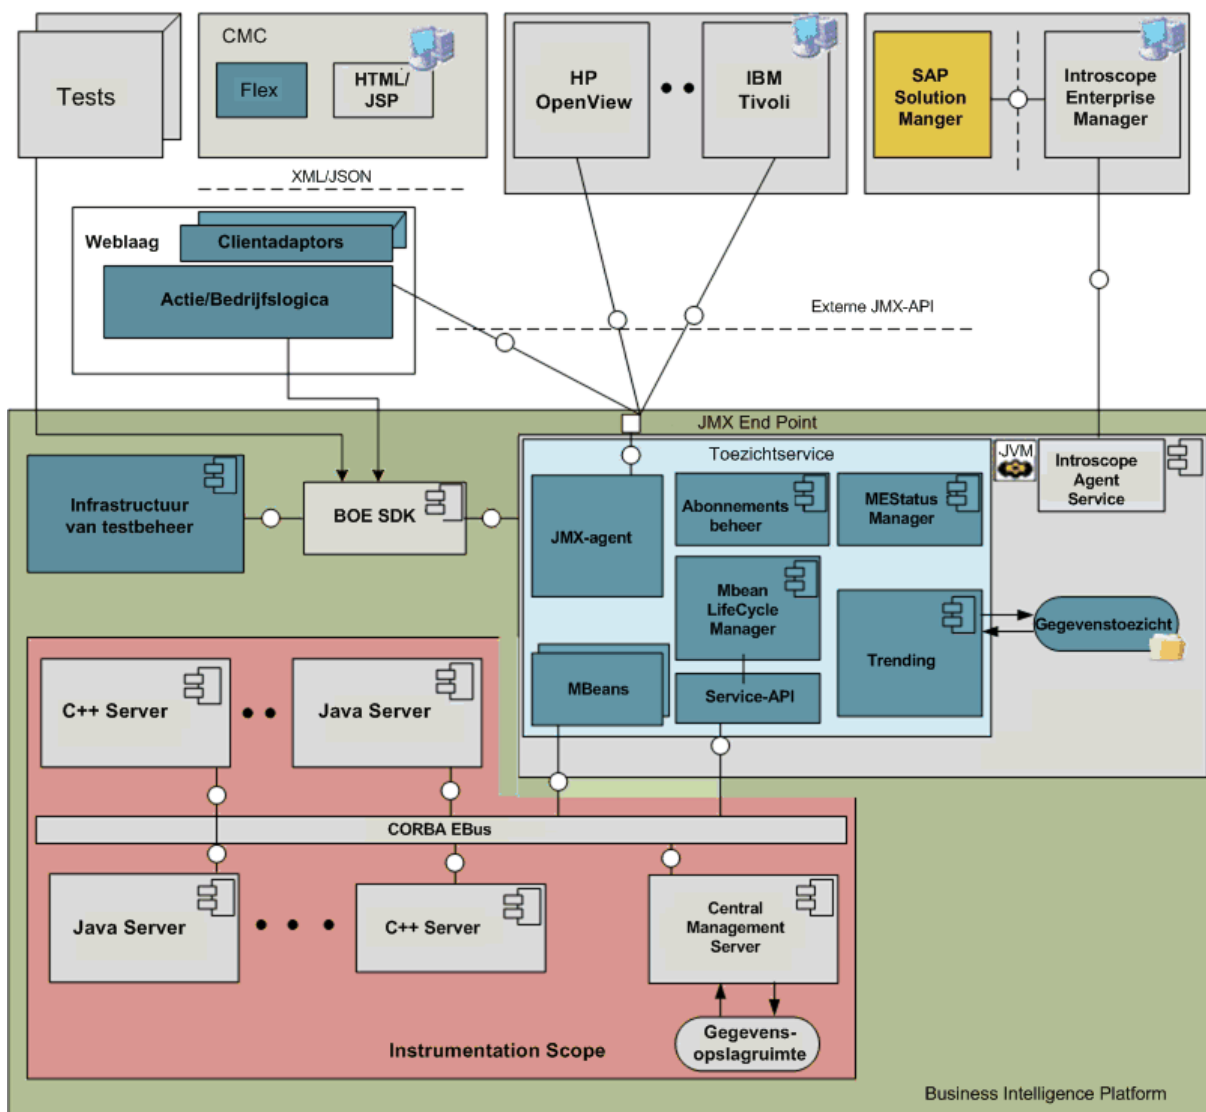 Tests
CMC
Flex
HTML/
JSP
HP
OpenView
IBM
Tivoli
SAP
Solution
Manger
Introscope
Enterprise
Manager
XML/JSON
Weblaag
Clientadaptors
Actie/Bedrijfslogica
Externe JMX-API
JMX End Point
Toezichtservice
JVM
Introscope
Agent
Service
Infrastructuur
van testbeheer
BOE SDK
JMX-agent
Abonnements
beheer
MEStatus
Manager
Mbean
LifeCycle
Manager
Trending
Gegevenstoezicht
MBeans
Service-API
C++ Server
Java Server
CORBA EBus
Java Server
C++ Server
Central
Management
Server
Gegevens-
opslagruimte
Instrumentation Scope
Business Intelligence Platform